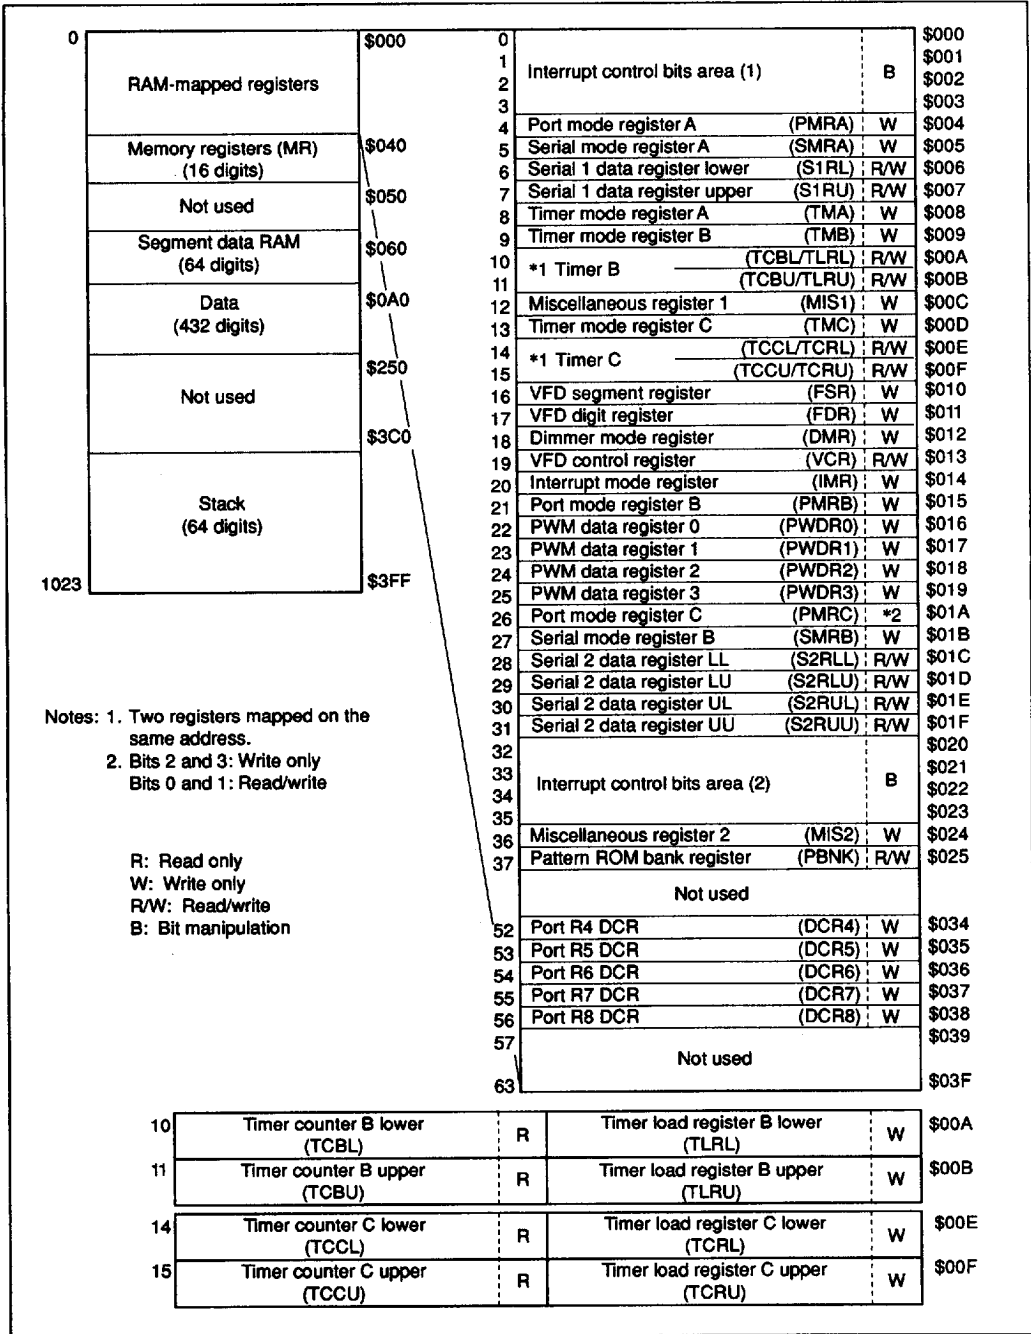 0 $000
RAM-mapped registers
$040
Memory registers (MR)
(16 digits)
$050
Not used
$060
Segment data RAM
(64 digits)
$0A0
Data
(432 digits)
$250
Not used
$3C0
Stack
(64 digits)
1023 $3FF
Notes: 1. Two registers mapped on the
same address.
2. Bits 2 and 3: Write only
Bits 0 and 1: Read/write
R: Read only
W: Write only
R/W: Read/write
B: Bit manipulation
0 $000
1 $001
Interrupt control bits area (1) B
2 $002
3 $003
4 Port mode register A (PMRA) W $004
5 Serial mode register A (SMRA) W $005
6 Serial 1 data register lower (S1RL) R/W $006
7 Serial 1 data register upper (S1RU) R/W $007
8 Timer mode register A (TMA) W $008
9 Timer mode register B (TMB) W $009
10 (TCBL/TLRL) R/W $00A
*1 Timer B
11 (TCBU/TLRU) R/W $00B
12 Miscellaneous register 1 (MIS1) W $00C
13 Timer mode register C (TMC) W $00D
14 (TCCL/TCRL) R/W $00E
*1 Timer C
15 (TCCU/TCRU) R/W $00F
16 VFD segment register (FSR) W $010
17 VFD digit register (FDR) W $011
18 Dimmer mode register (DMR) W $012
19 VFD control register (VCR) R/W $013
20 Interrupt mode register (IMR) W $014
21 Port mode register B (PMRB) W $015
22 PWM data register 0 (PWDR0) W $016
23 PWM data register 1 (PWDR1) W $017
24 PWM data register 2 (PWDR2) W $018
25 PWM data register 3 (PWDR3) W $019
26 Port mode register C (PMRC) *2 $01A
27 Serial mode register B (SMRB) W $01B
28 Serial 2 data register LL (S2RLL) R/W $01C
29 Serial 2 data register LU (S2RLU) R/W $01D
30 Serial 2 data register UL (S2RUL) R/W $01E
31 Serial 2 data register UU (S2RUU) R/W $01F
32 $020
33 $021
Interrupt control bits area (2) B
34 $022
35 $023
36 Miscellaneous register 2 (MIS2) W $024
37 Pattern ROM bank register (PBNK) R/W $025
Not used
52 Port R4 DCR (DCR4) W $034
53 Port R5 DCR (DCR5) W $035
54 Port R6 DCR (DCR6) W $036
55 Port R7 DCR (DCR7) W $037
56 Port R8 DCR (DCR8) W $038
57 $039
Not used
63 $03F
10 Timer counter B lower R Timer load register B lower W $00A
(TCBL) (TLRL)
11 Timer counter B upper R Timer load register B upper W $00B
(TCBU) (TLRU)
14 Timer counter C lower R Timer load register C lower W $00E
(TCCL) (TCRL)
15 Timer counter C upper R Timer load register C upper W $00F
(TCCU) (TCRU)